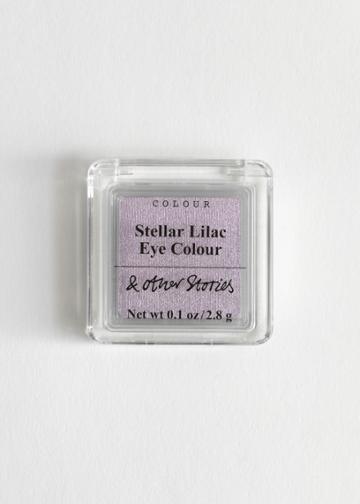 COLOUR
Stellar Lilac
Eye Colour
& other Stories
Net wt 0.1 oz/2.8 g